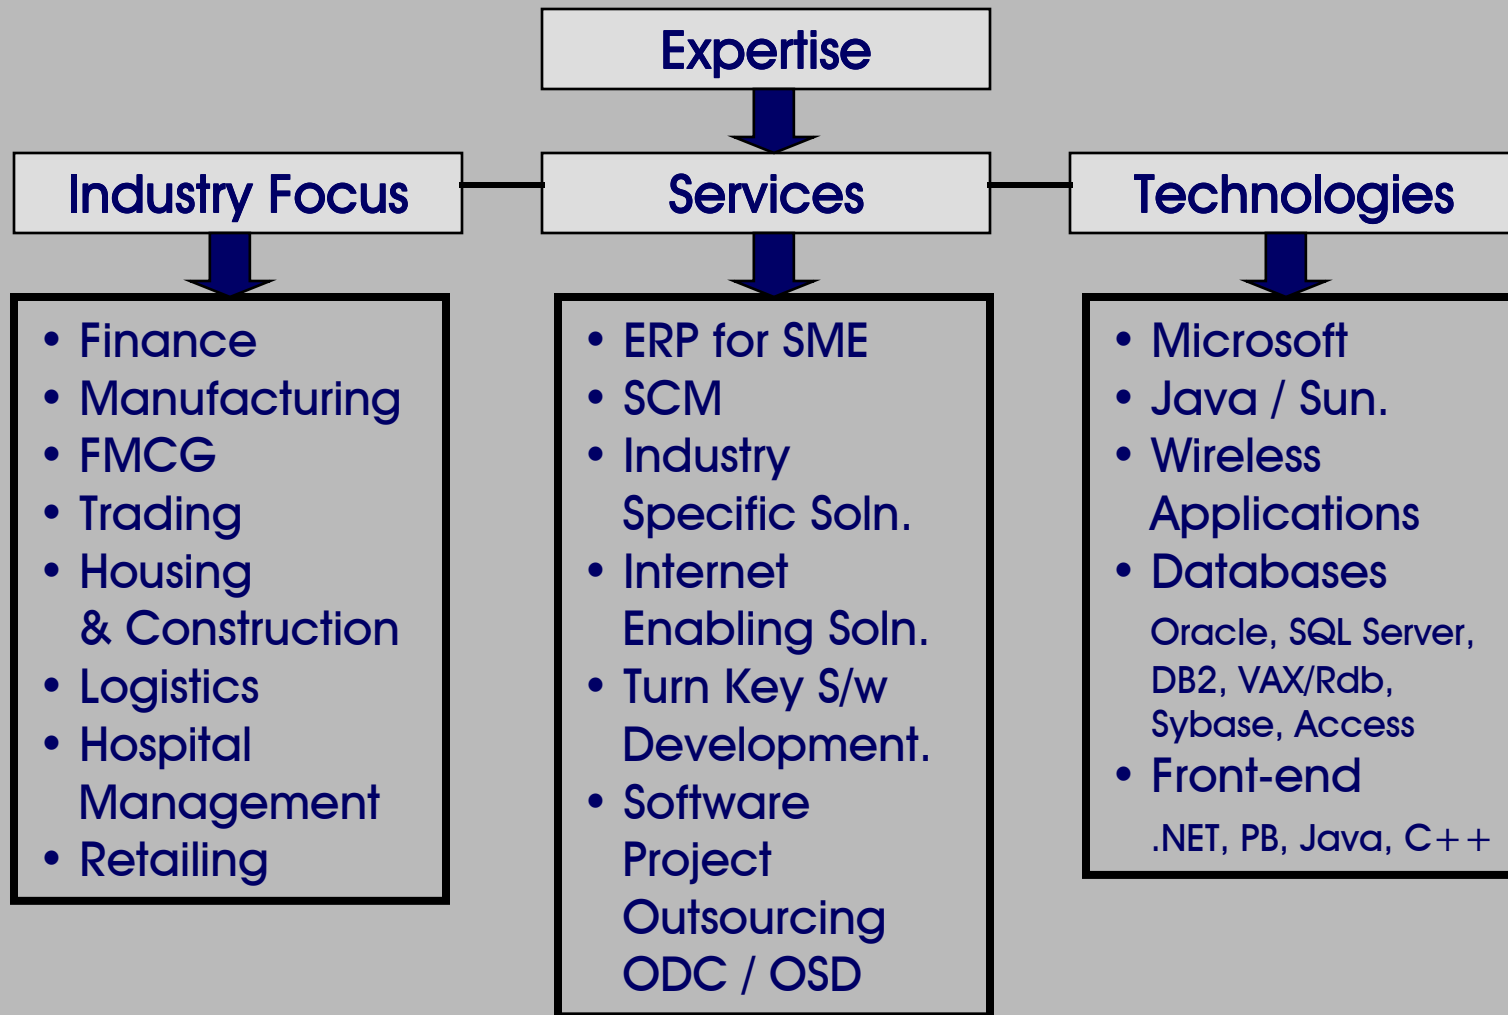 Expertise
Industry Focus
Services
Technologies
• Finance
• Manufacturing
• FMCG
• Trading
• Housing
& Construction
• Logistics
• Hospital
Management
• Retailing
• ERP for SME
• SCM
• Industry
Specific Soln.
• Internet
Enabling Soln.
• Turn Key S/w
Development.
• Software
Project
Outsourcing
ODC / OSD
• Microsoft
• Java / Sun.
• Wireless
Applications
• Databases
Oracle, SQL Server,
DB2, VAX/Rdb,
Sybase, Access
• Front-end
.NET, PB, Java, C++